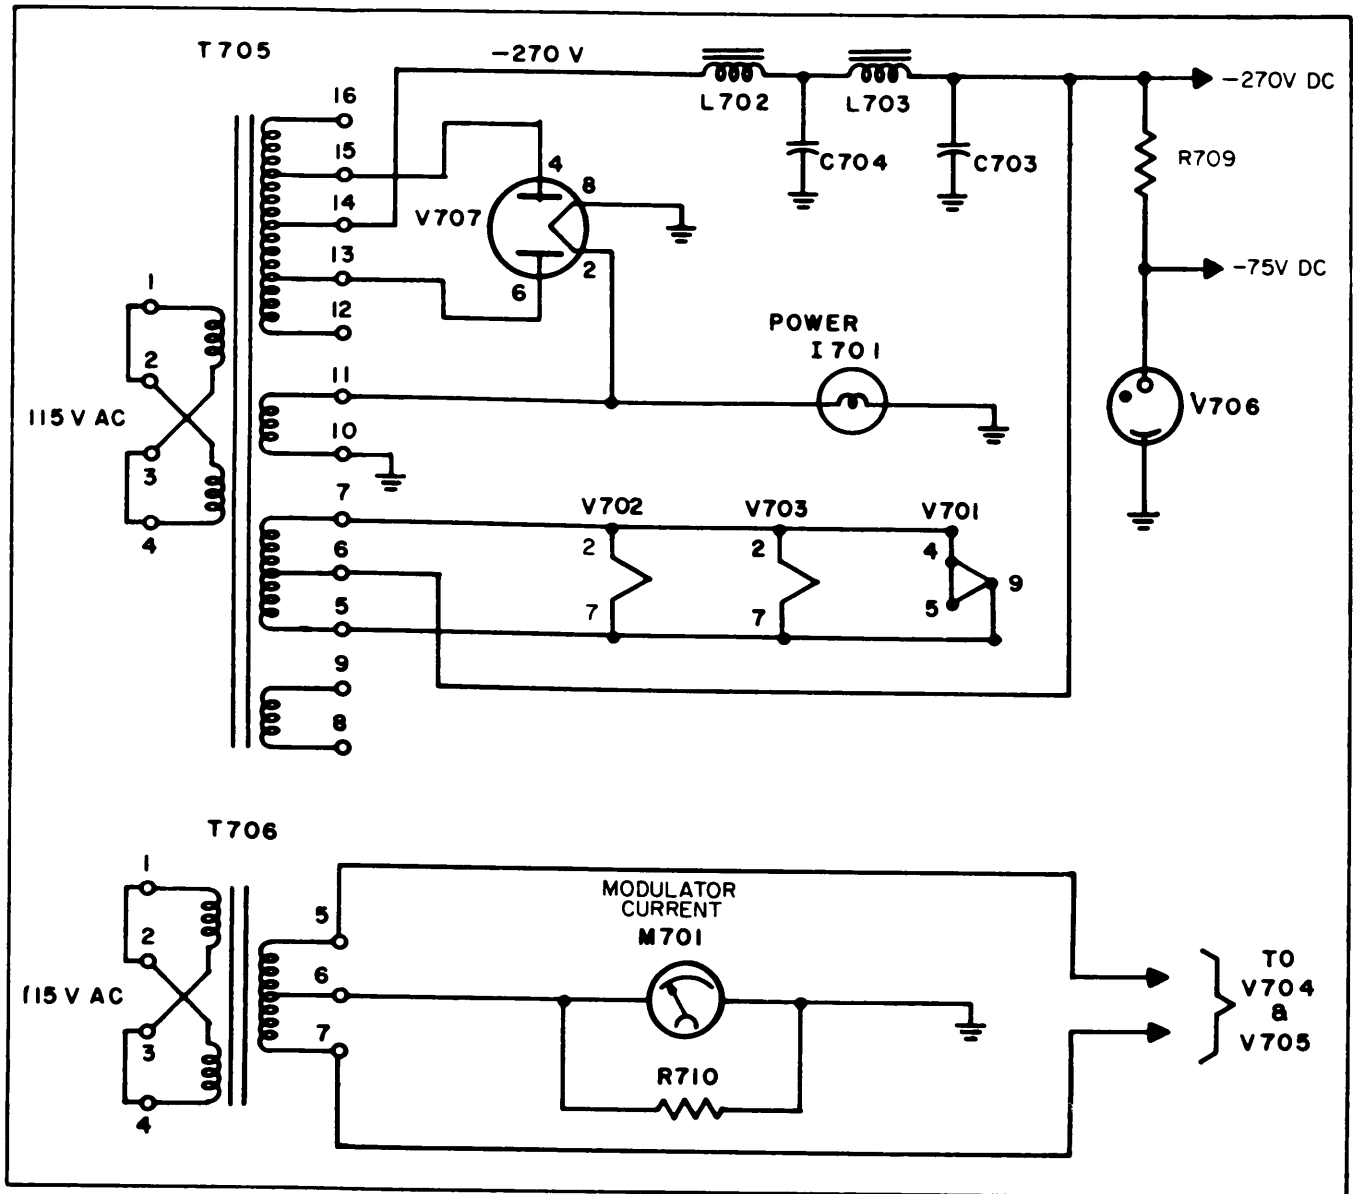 T705
-270 V
16
15
14
13
12
11
10
7
6
5
9
8
L702
L703
-270V DC
C704
C703
R709
4
8
V707
2
6
-75V DC
1
2
115 V AC
3
4
POWER
I701
V706
V702
V703
V701
2
2
4
9
7
7
5
T706
1
2
115 V AC
3
4
5
6
7
MODULATOR
CURRENT
M701
R710
TO
V704
&
V705